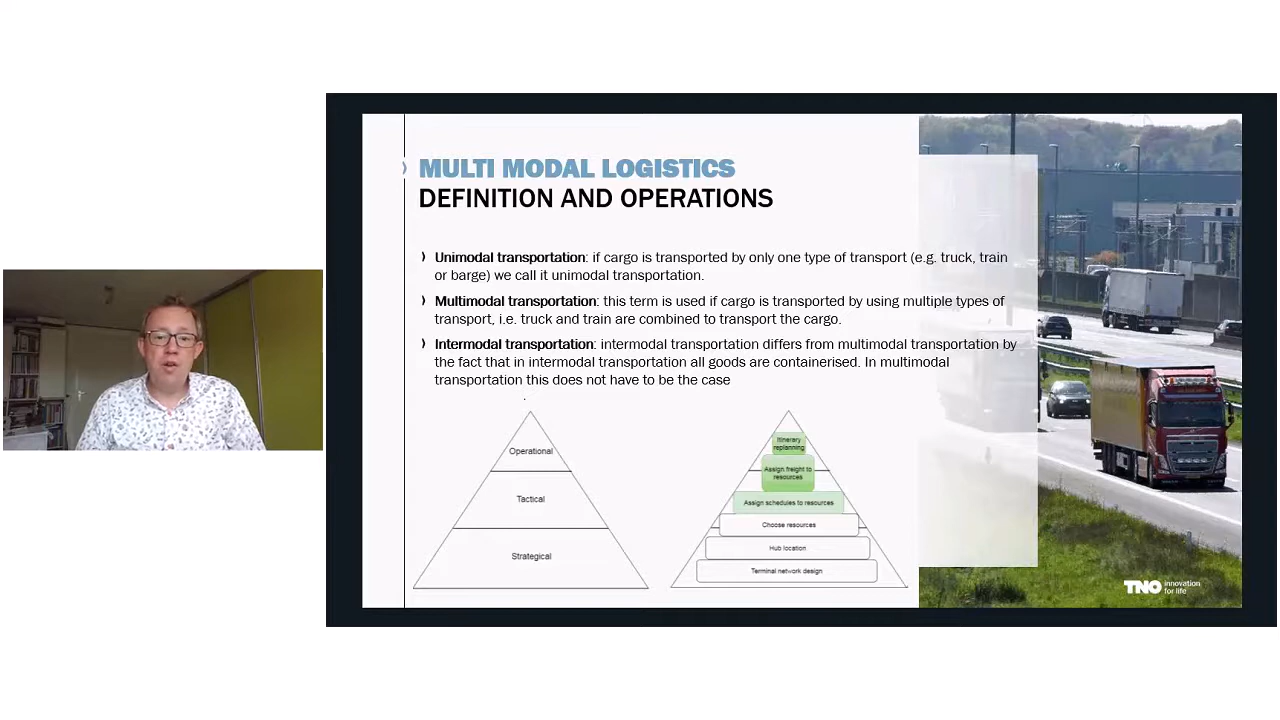 MULTI MODAL LOGISTICS
DEFINITION AND OPERATIONS
Unimodal transportation: if cargo is transported by only one type of transport (e.g. truck, train
or barge) we call it unimodal transportation.
Multimodal transportation: this term is used if cargo is transported by using multiple types of
transport, i.e. truck and train are combined to transport the cargo.
Intermodal transportation: intermodal transportation differs from multimodal transportation by
the fact that in intermodal transportation all goods are containerised. In multimodal
transportation this does not have to be the case
.
Operational
Tactical
Strategical
Itinerary
replanning
Assign freight to
resources
Assign schedules to resources
Choose resources
Hub location
Terminal network design
TNO innovation
for life